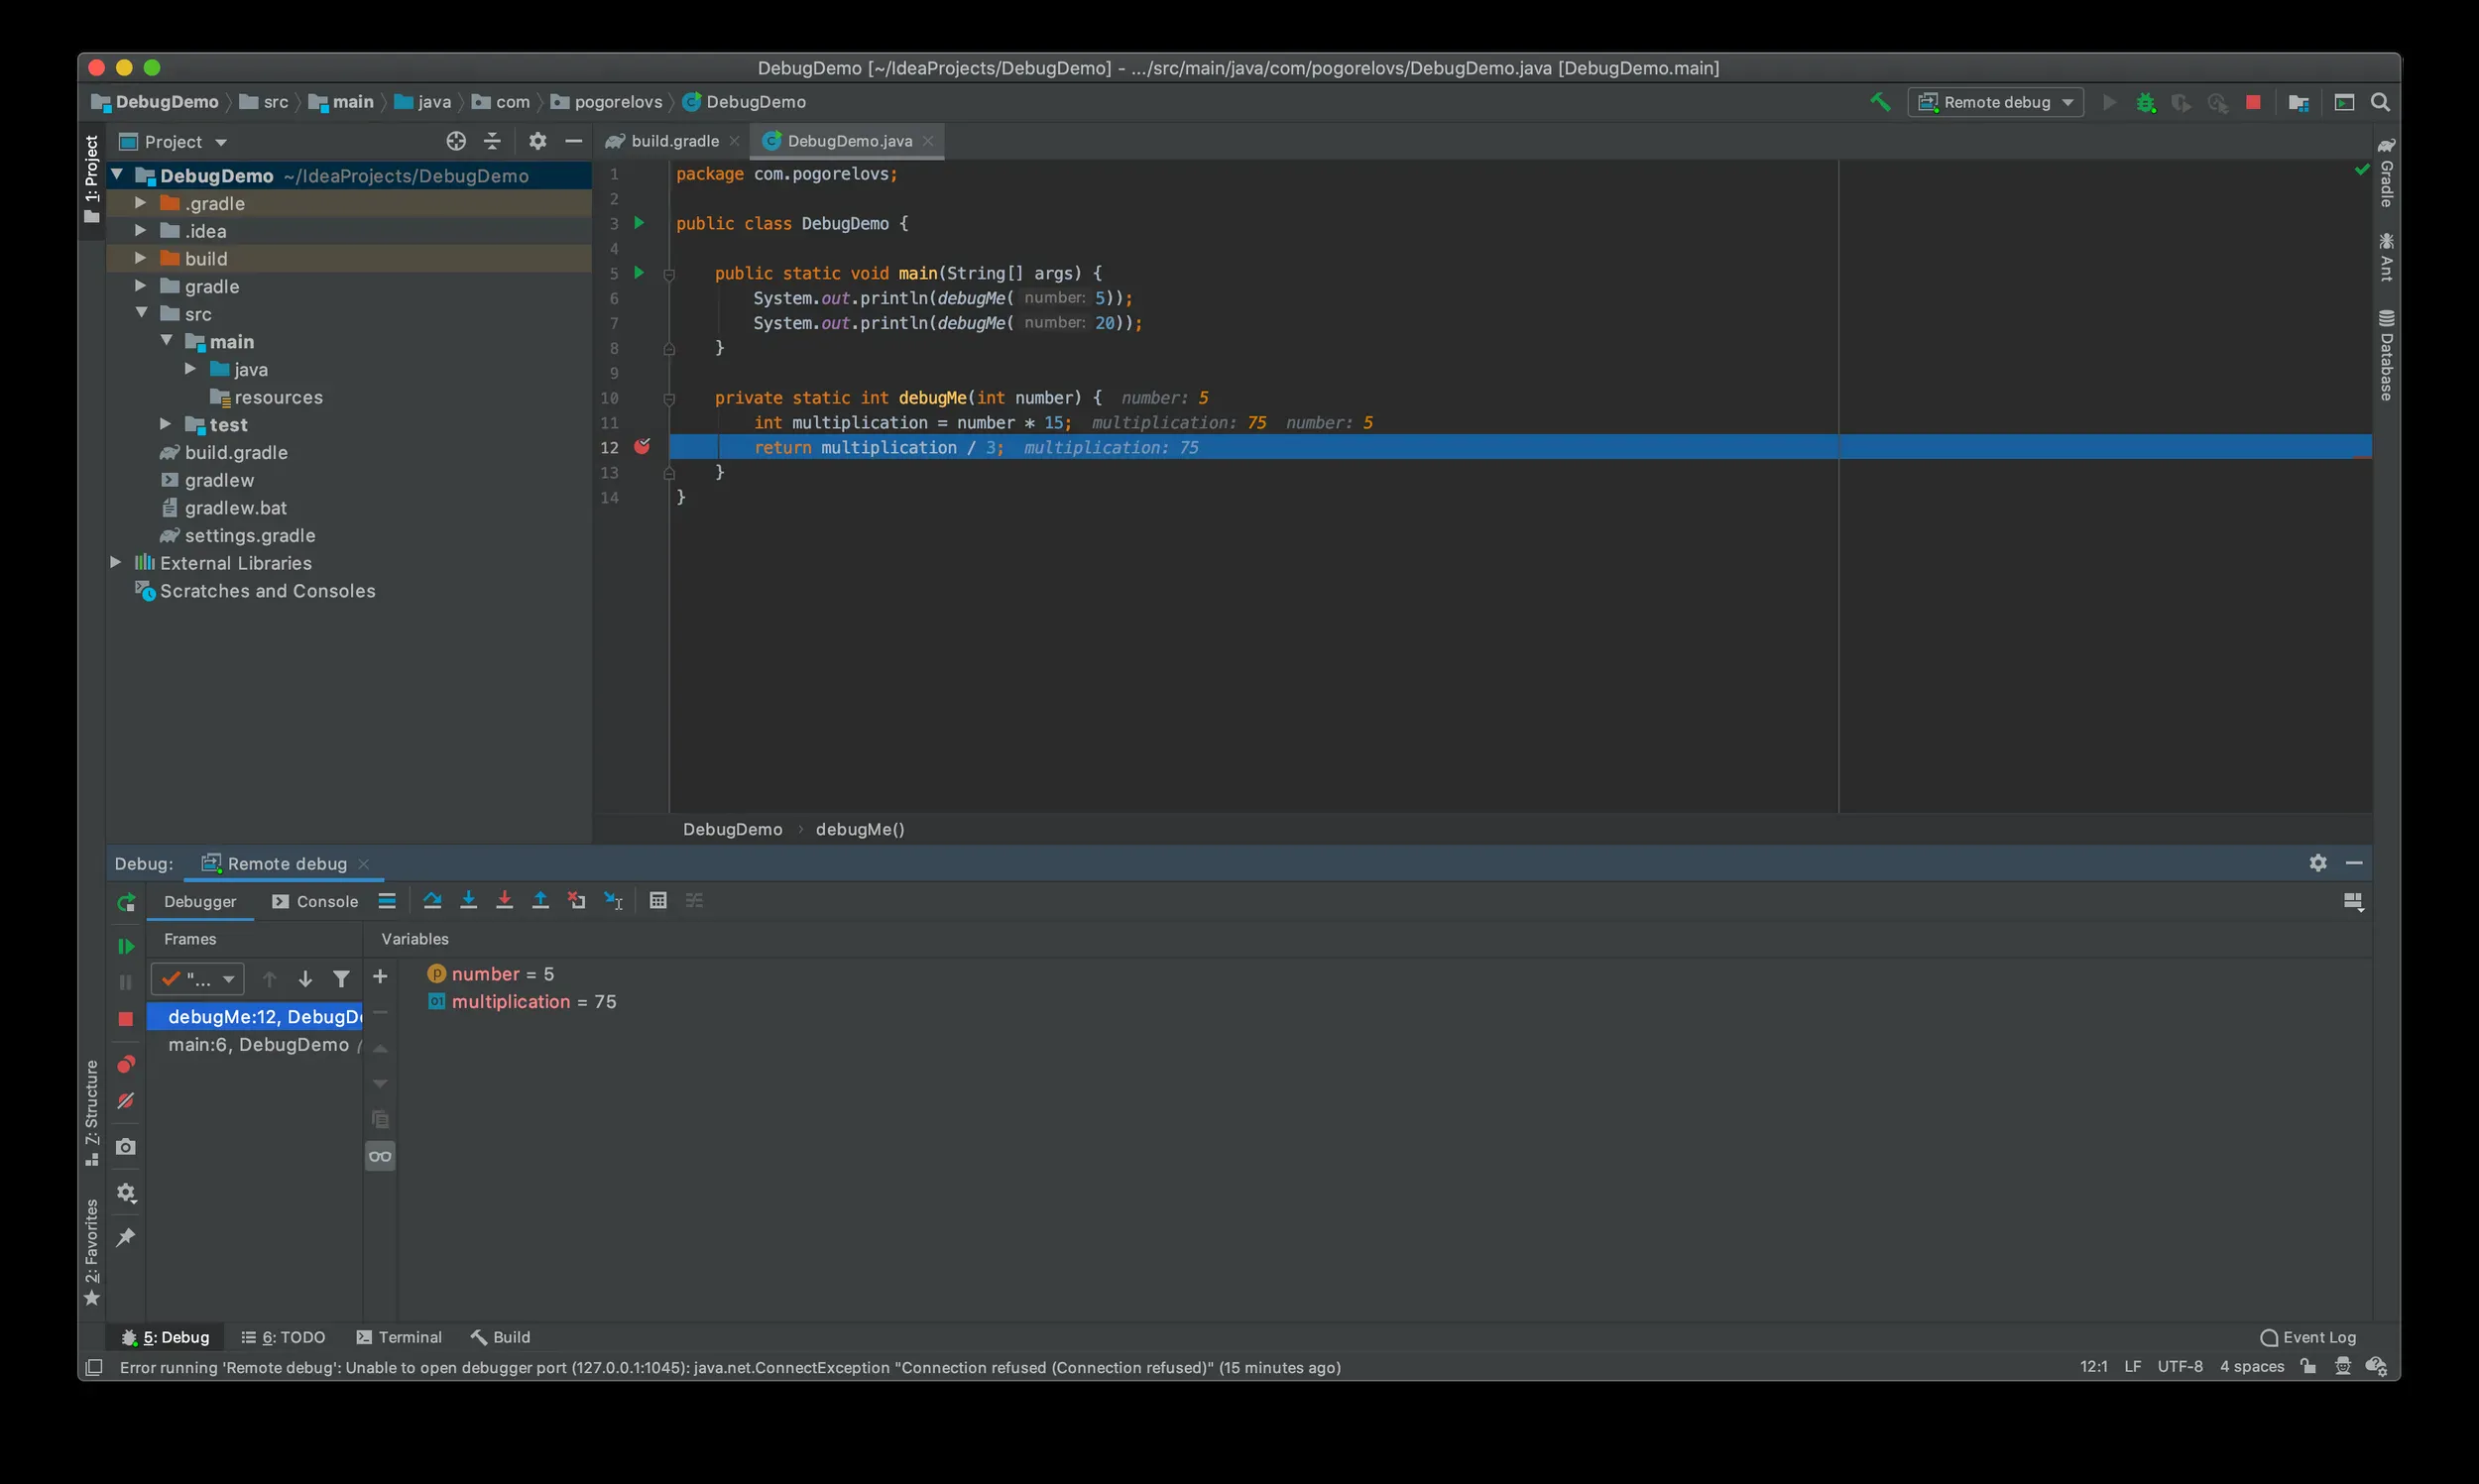 DebugDemo [~/IdeaProjects/DebugDemo] - .../src/main/java/com/pogorelovs/DebugDemo.java [DebugDemo.main]
DebugDemo src main java com pogorelovs DebugDemo
Remote debug
1: Project
Project
DebugDemo ~/IdeaProjects/DebugDemo
.gradle
.idea
build
gradle
src
main
java
resources
test
build.gradle
gradlew
gradlew.bat
settings.gradle
External Libraries
Scratches and Consoles
build.gradle
DebugDemo.java
1 package com.pogorelovs;
2
3 public class DebugDemo {
4
5 public static void main(String[] args) {
6 System.out.println(debugMe( number: 5));
7 System.out.println(debugMe( number: 20));
8 }
9
10 private static int debugMe(int number) { number: 5
11 int multiplication = number * 15; multiplication: 75 number: 5
12 return multiplication / 3; multiplication: 75
13 }
14 }
DebugDemo › debugMe()
Gradle
Ant
Database
Debug: Remote debug
Debugger Console
Frames Variables
"...
debugMe:12, DebugDe
main:6, DebugDemo (
p number = 5
01 multiplication = 75
7: Structure
2: Favorites
5: Debug 6: TODO Terminal Build
Event Log
Error running 'Remote debug': Unable to open debugger port (127.0.0.1:1045): java.net.ConnectException "Connection refused (Connection refused)" (15 minutes ago)
12:1 LF UTF-8 4 spaces